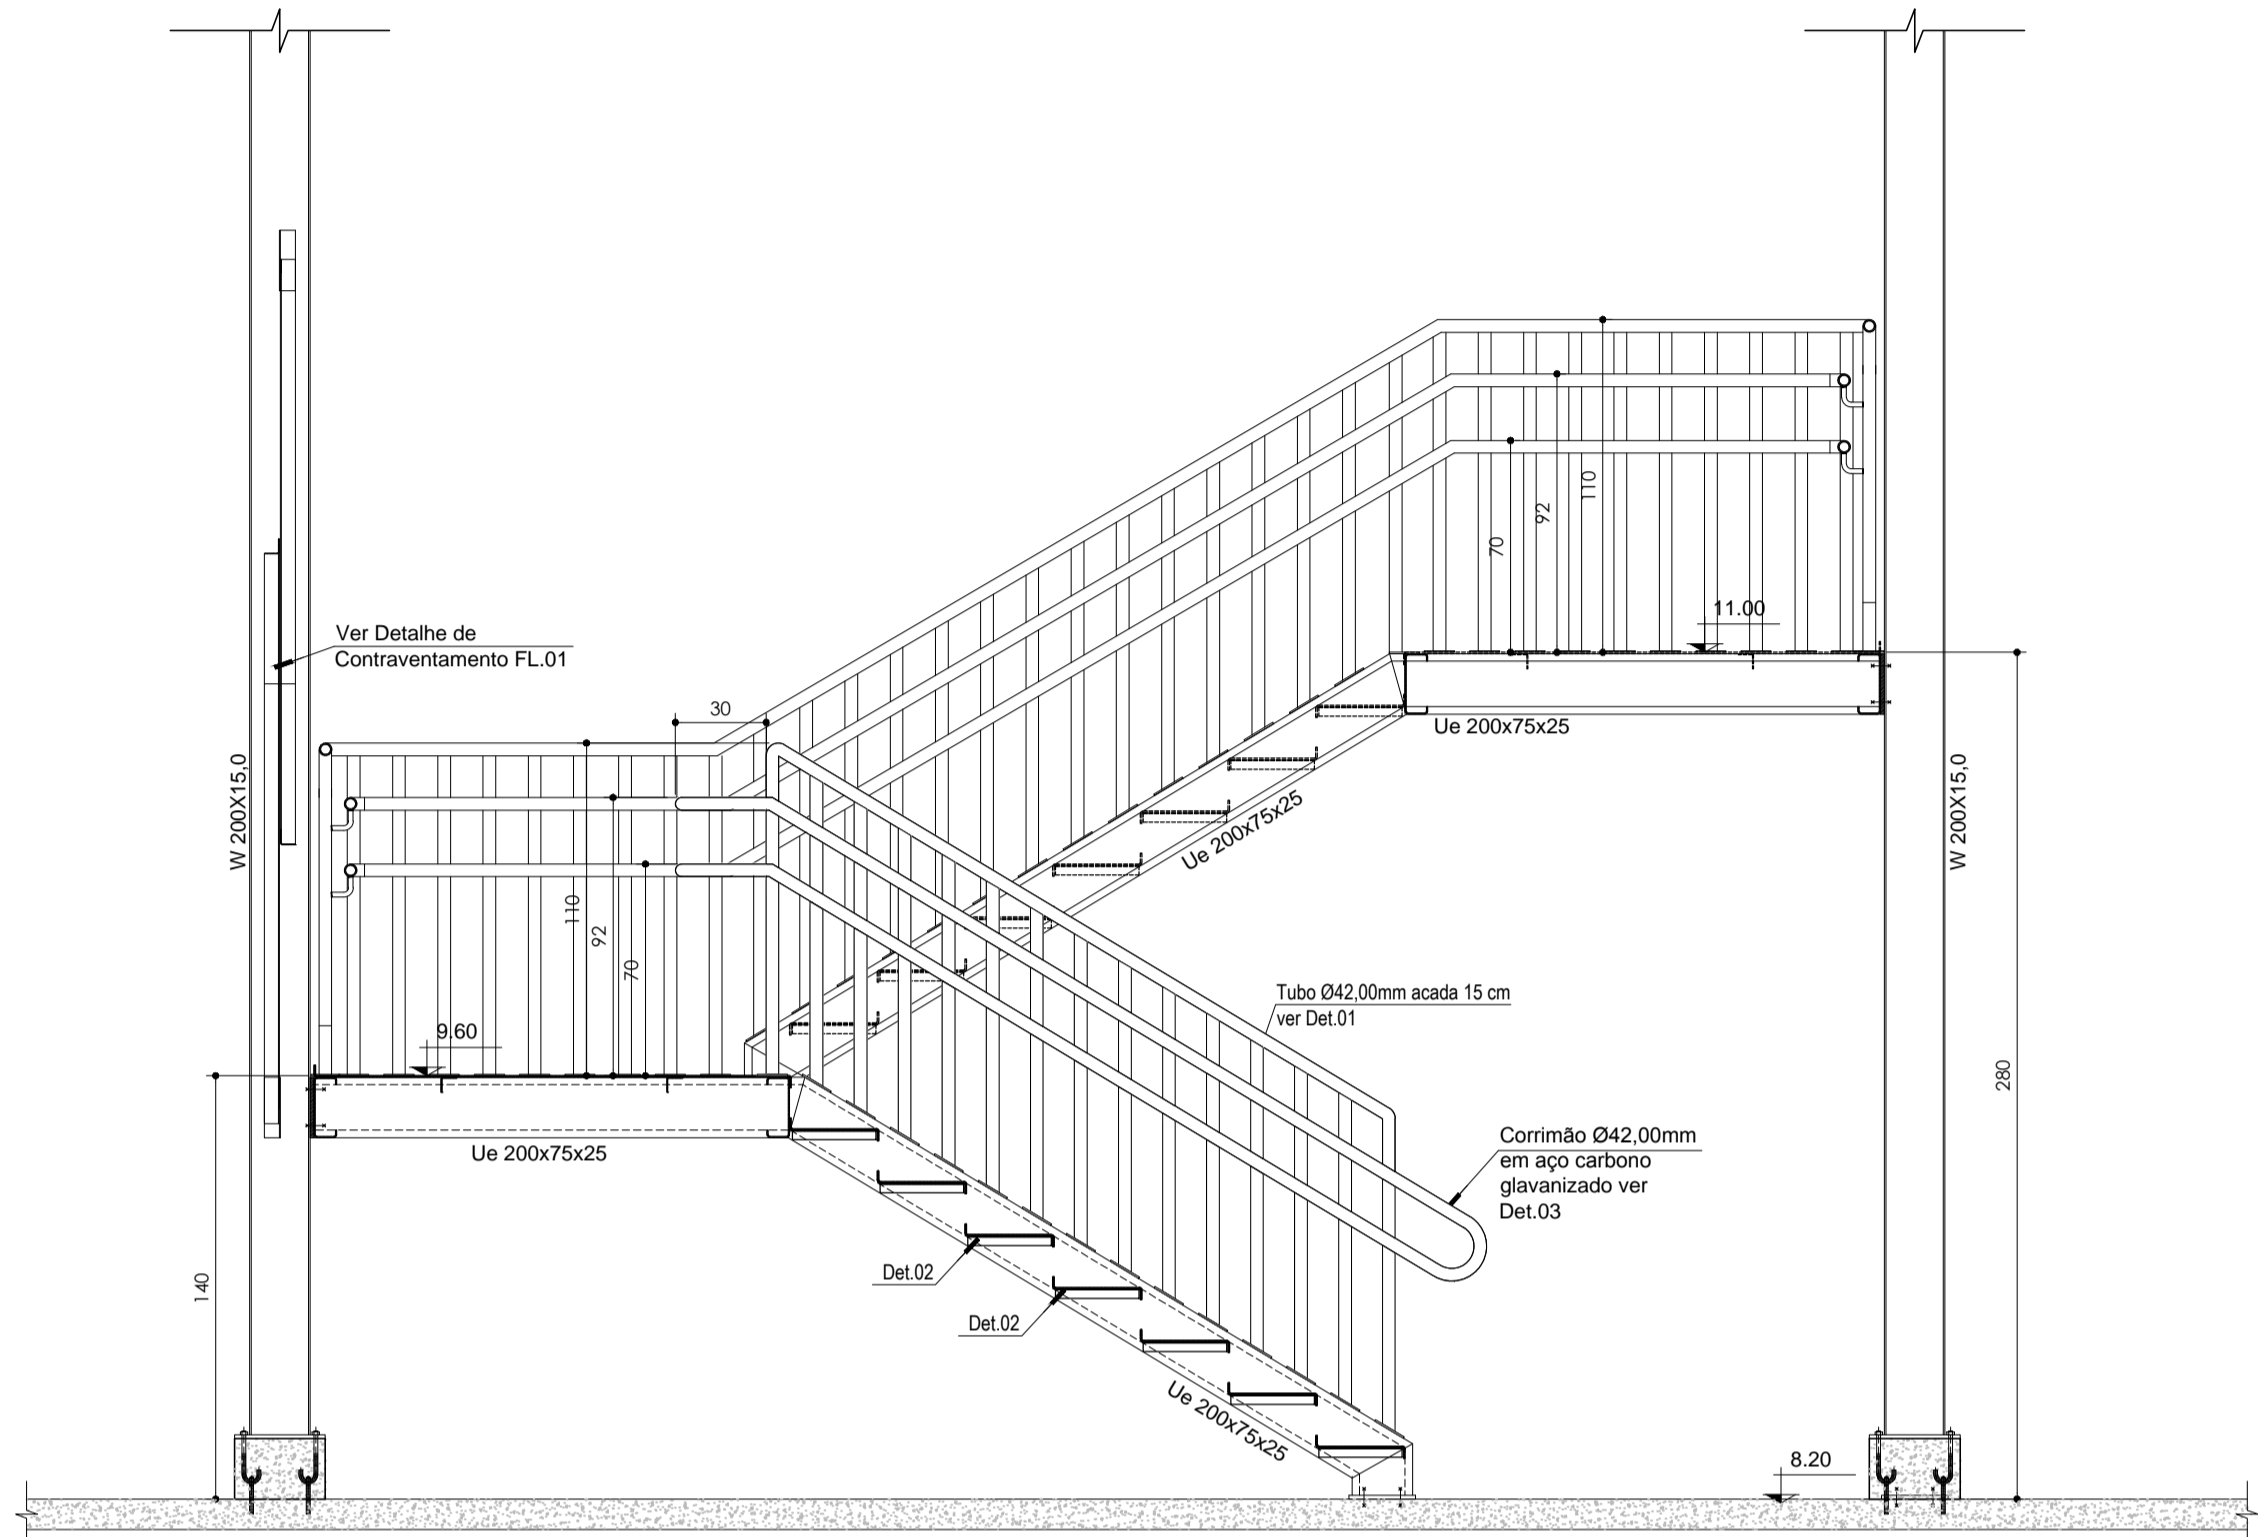 110
92
70
11.00
Ver Detalhe de
Contraventamento FL.01
30
Ue 200x75x25
W 200X15,0
W 200X15,0
Ue 200x75x25
110
92
70
Tubo Ø42,00mm acada 15 cm
ver Det.01
9.60
280
Ue 200x75x25
Corrimão Ø42,00mm
em aço carbono
glavanizado ver
Det.03
140
Det.02
Det.02
Ue 200x75x25
8.20